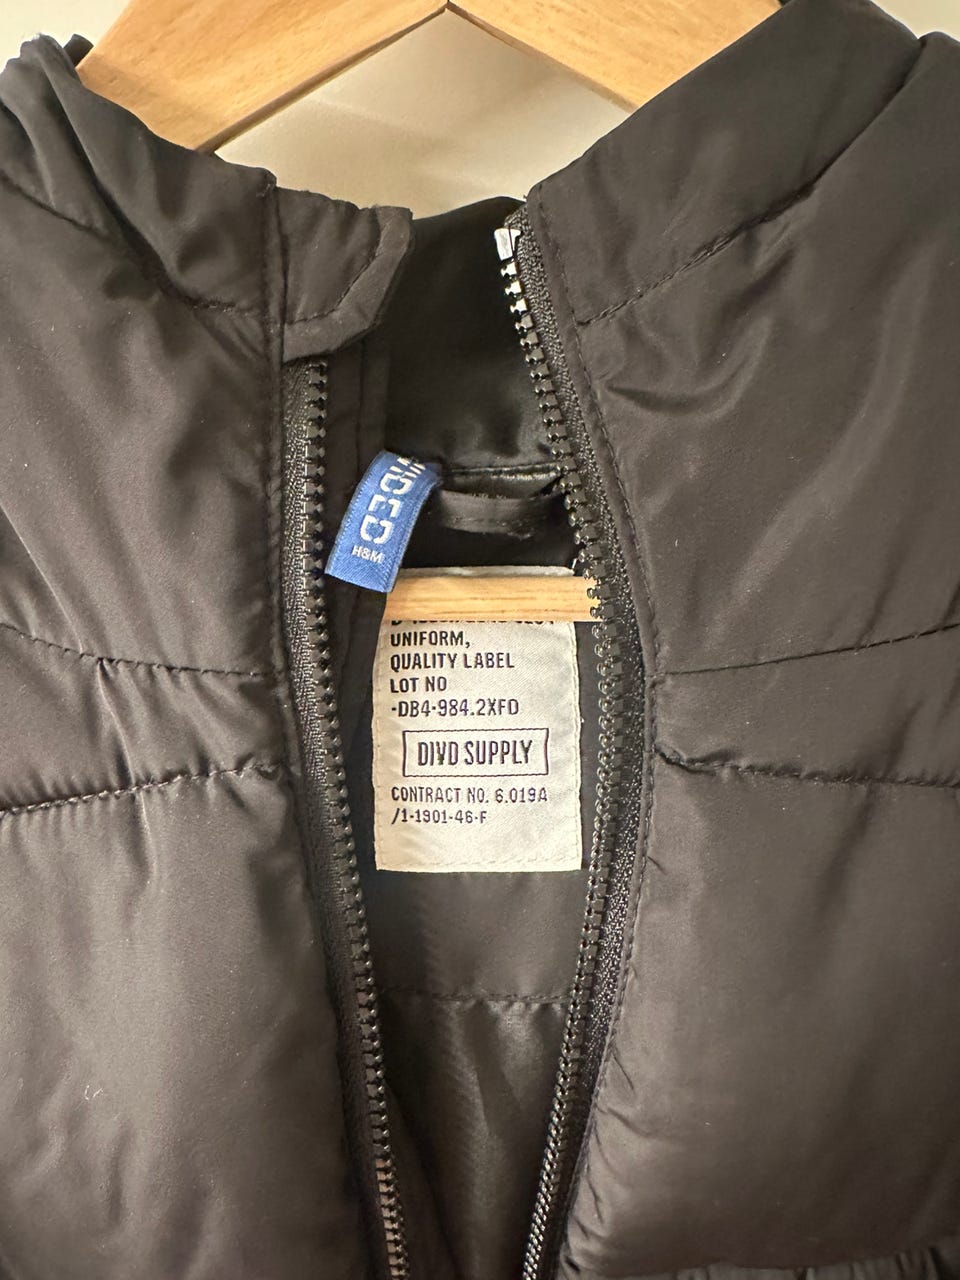 H&M
UNIFORM,
QUALITY LABEL
LOT NO
-DB4-984.2XFD
DIVD SUPPLY
CONTRACT NO. 6.019A
/1-1901-46-F